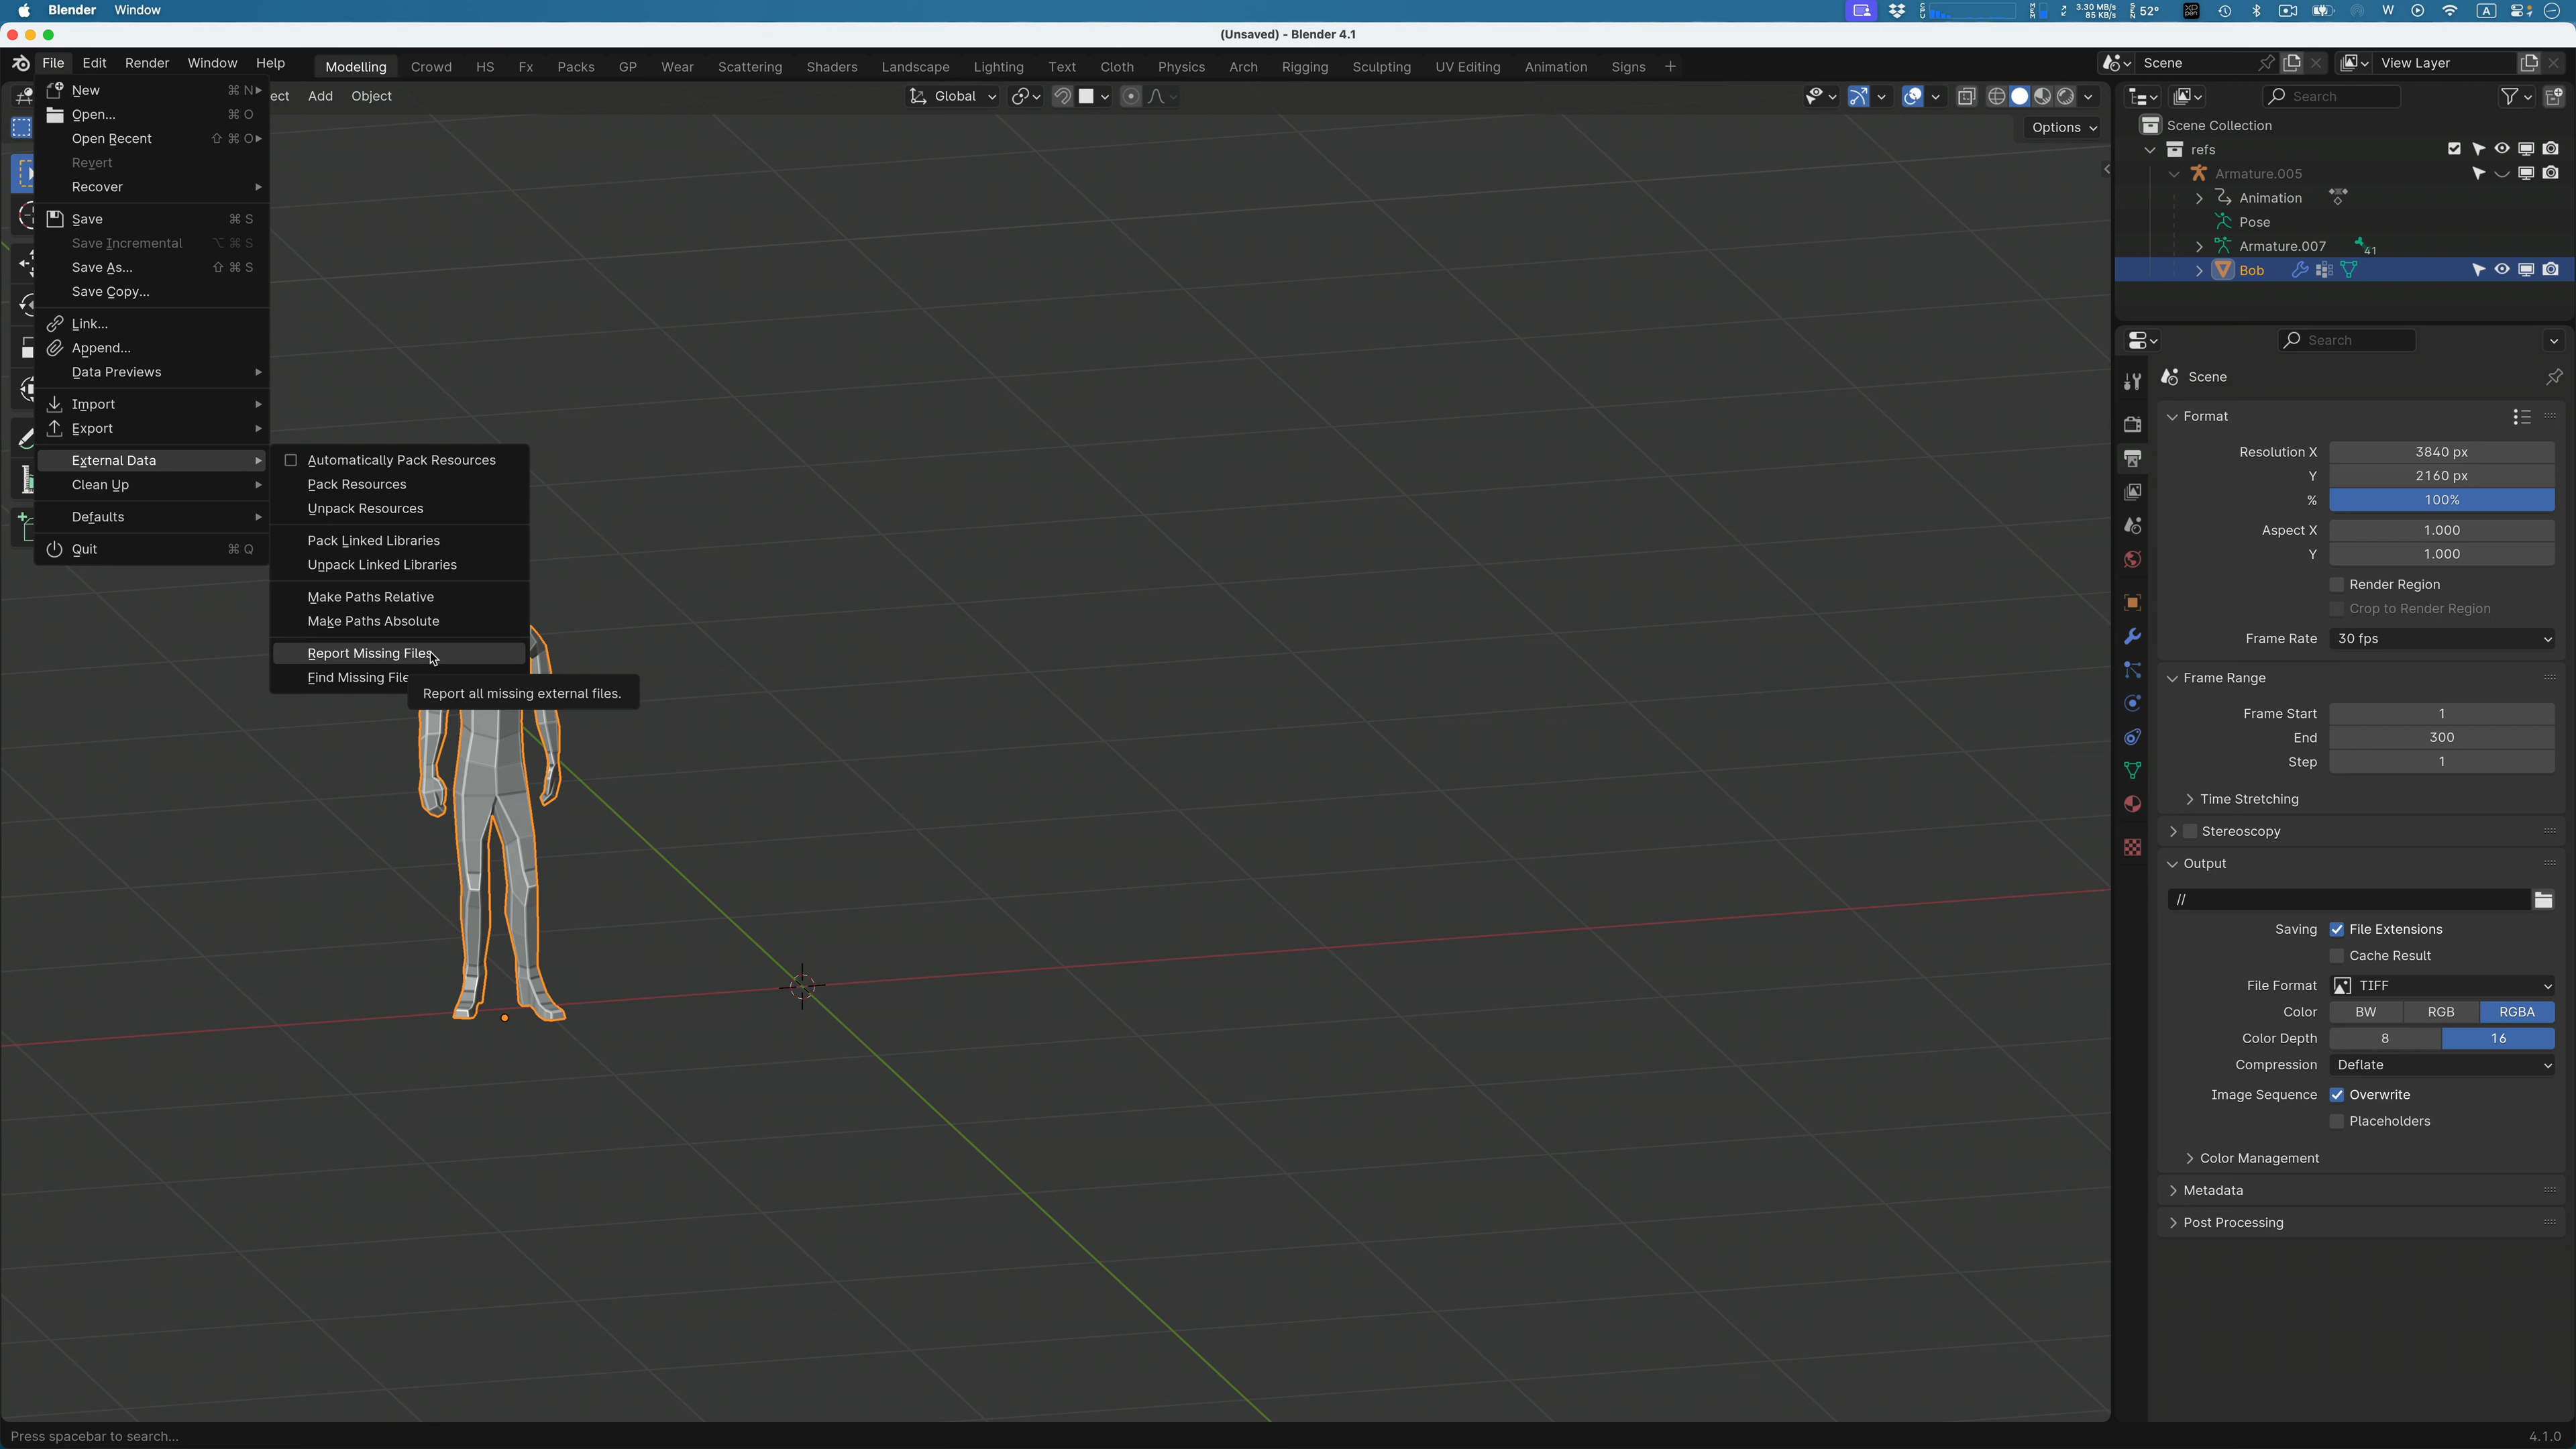 Blender Window
3.30 MB/s
85 KB/s
52°
W
A
(Unsaved) - Blender 4.1
File Edit Render Window Help
Modelling Crowd HS Fx Packs GP Wear Scattering Shaders Landscape Lighting Text Cloth Physics Arch Rigging Sculpting UV Editing Animation Signs
Scene
View Layer
ect Add Object
Global
Search
Options
New ⌘ N
Open... ⌘ O
Open Recent ⇧ ⌘ O
Revert
Recover
Save ⌘ S
Save Incremental ⌥ ⌘ S
Save As... ⇧ ⌘ S
Save Copy...
Link...
Append...
Data Previews
Import
Export
External Data
Clean Up
Defaults
Quit ⌘ Q
Automatically Pack Resources
Pack Resources
Unpack Resources
Pack Linked Libraries
Unpack Linked Libraries
Make Paths Relative
Make Paths Absolute
Report Missing Files
Find Missing File
Report all missing external files.
Scene Collection
refs
Armature.005
Animation
Pose
Armature.007 41
Bob
Search
Scene
Format
Resolution X 3840 px
Y 2160 px
% 100%
Aspect X 1.000
Y 1.000
Render Region
Crop to Render Region
Frame Rate 30 fps
Frame Range
Frame Start 1
End 300
Step 1
Time Stretching
Stereoscopy
Output
//
Saving File Extensions
Cache Result
File Format TIFF
Color BW RGB RGBA
Color Depth 8 16
Compression Deflate
Image Sequence Overwrite
Placeholders
Color Management
Metadata
Post Processing
Press spacebar to search...
4.1.0